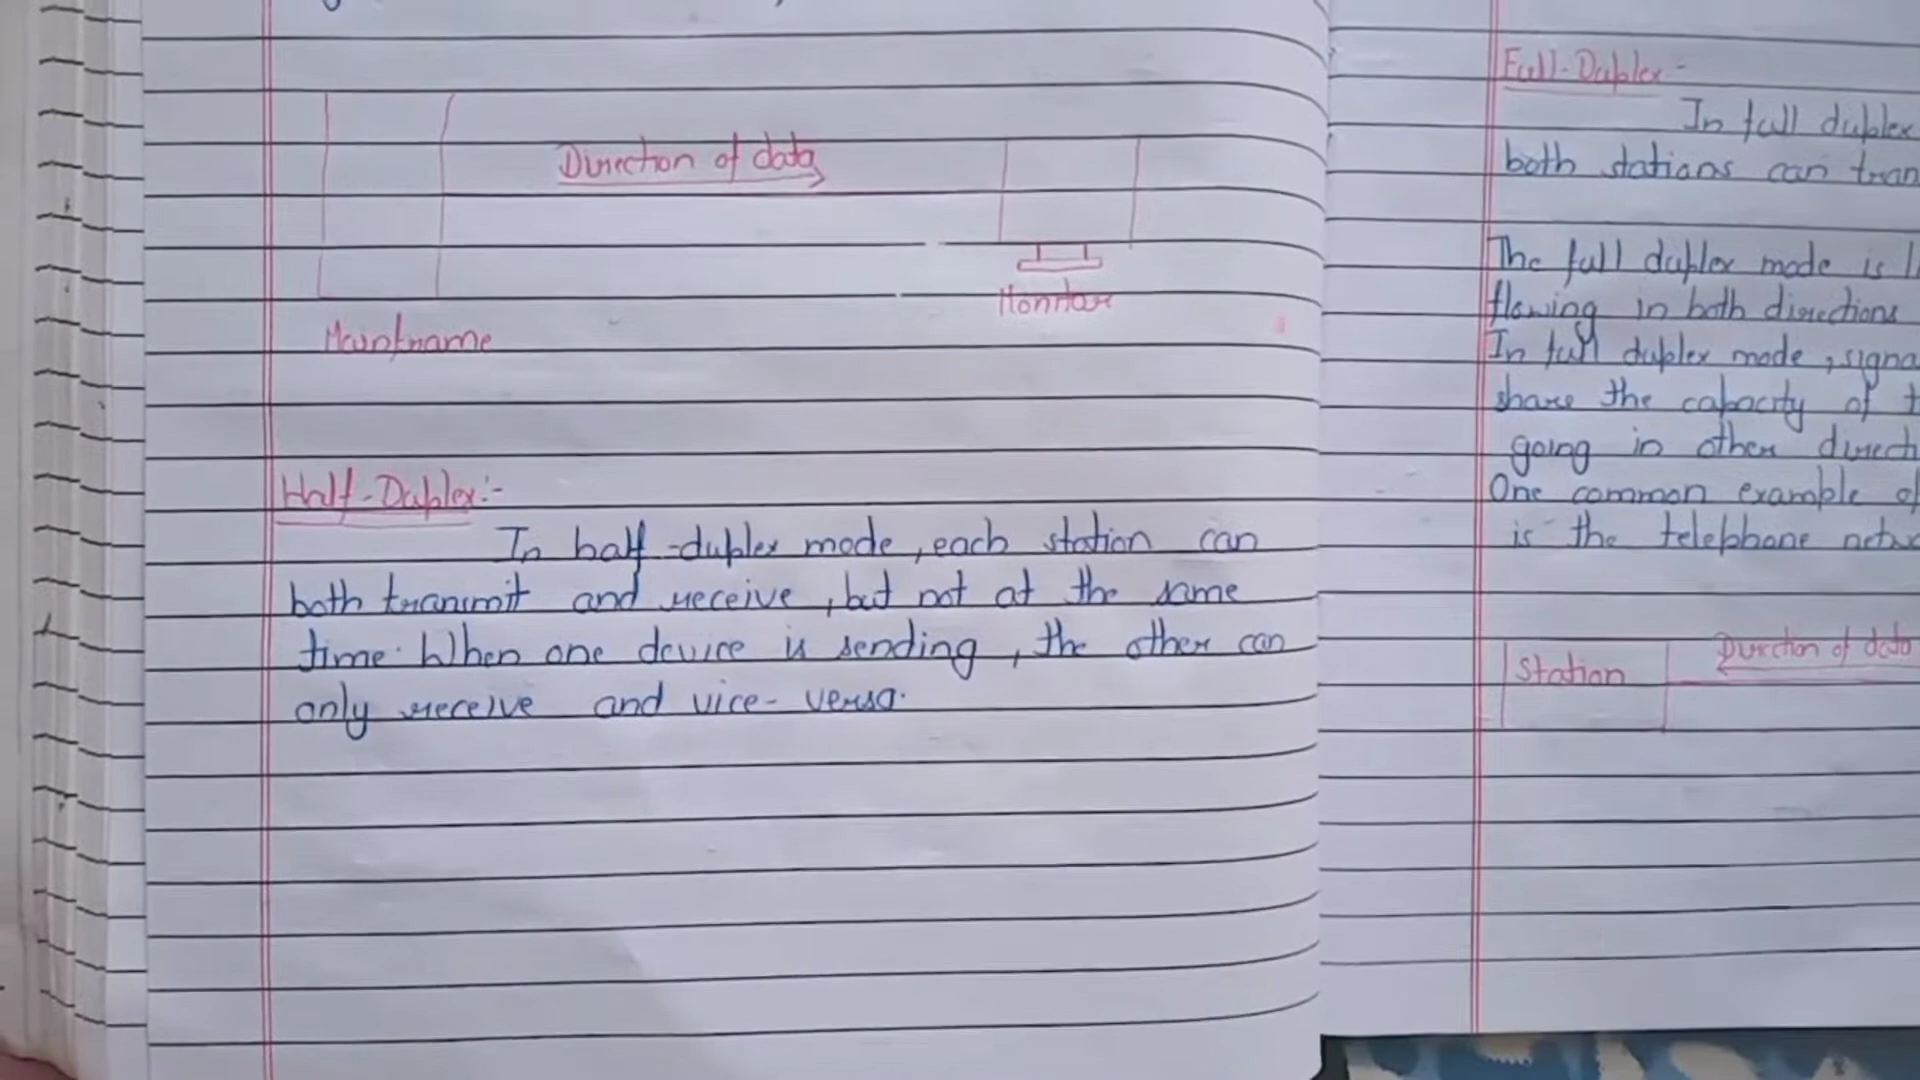 Direction of data
Monitor
Mainframe
Half-Duplex:-
In half-duplex mode, each station can
both transmit and receive, but not at the same
time. When one device is sending, the other can
only receive and vice-versa.
Full-Duplex-
In full duplex
both stations can tran
The full duplex mode is
flowing in both directions
In full duplex mode, signa
share the capacity of t
going in other direct
One common example of
is the telephone netwo
Direction of data
Station